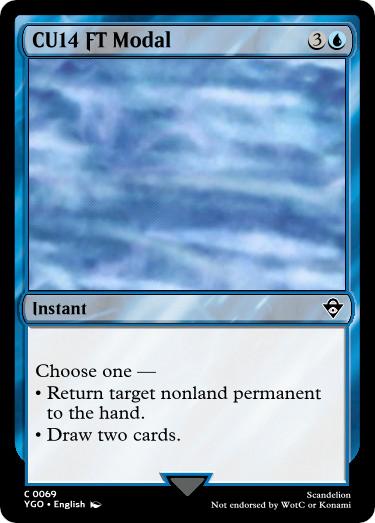 CU14 FT Modal
3
Instant
Choose one —
• Return target nonland permanent
to the hand.
• Draw two cards.
C 0069
YGO • English
Scandelion
Not endorsed by WotC or Konami